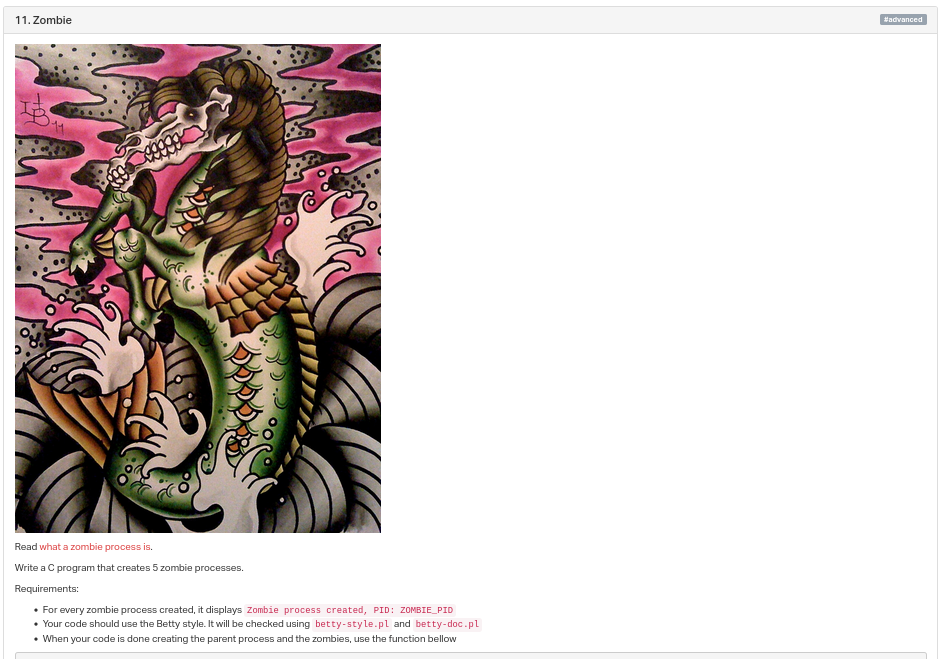 11. Zombie
#advanced
Read what a zombie process is.
Write a C program that creates 5 zombie processes.
Requirements:
• For every zombie process created, it displays Zombie process created, PID: ZOMBIE_PID
• Your code should use the Betty style. It will be checked using betty-style.pl and betty-doc.pl
• When your code is done creating the parent process and the zombies, use the function bellow